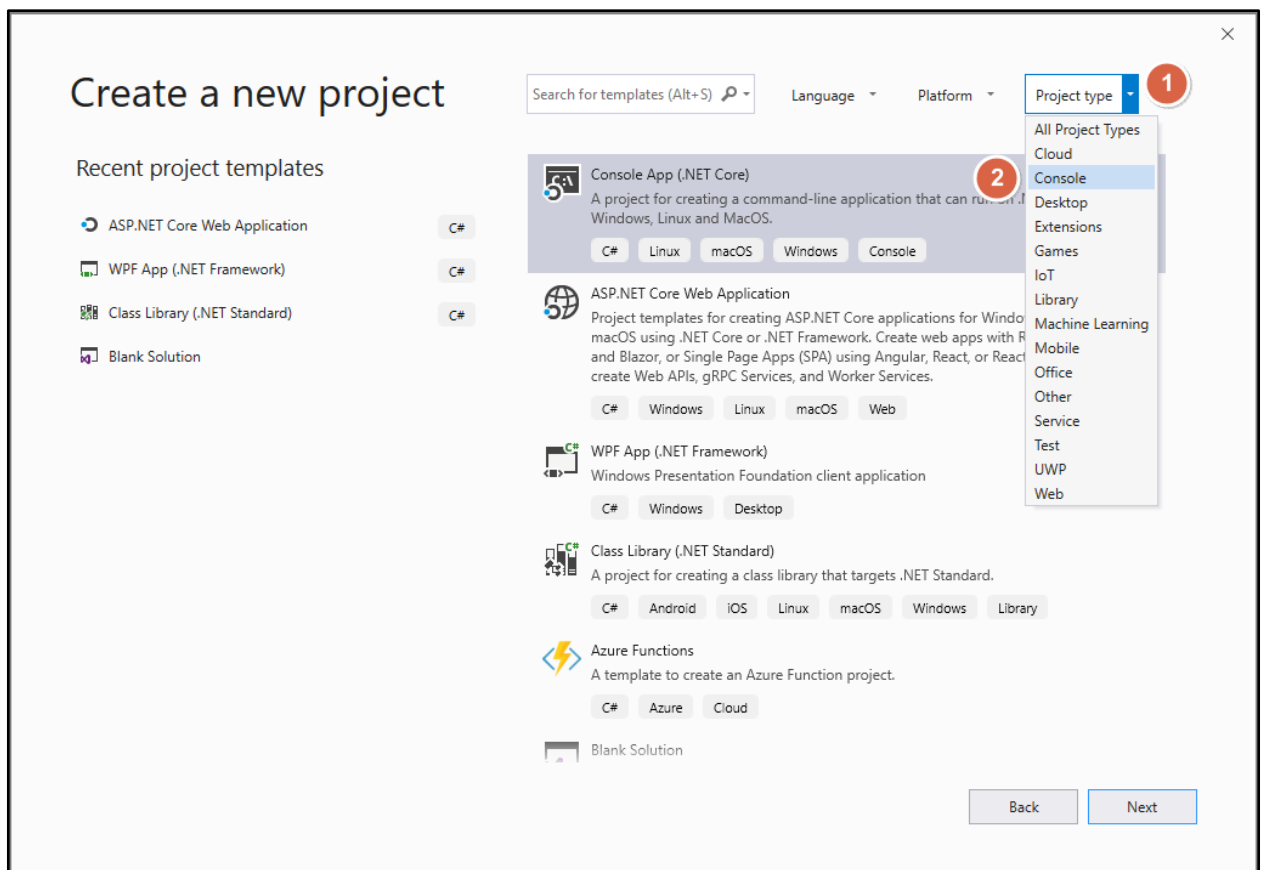 Create a new project
Search for templates (Alt+S)
Language
Platform
Project type
1
All Project Types
Cloud
2
Console
Desktop
Extensions
Games
IoT
Library
Machine Learning
Mobile
Office
Other
Service
Test
UWP
Web
Recent project templates
ASP.NET Core Web Application
C#
WPF App (.NET Framework)
C#
Class Library (.NET Standard)
C#
Blank Solution
Console App (.NET Core)
A project for creating a command-line application that can run on
Windows, Linux and MacOS.
C# Linux macOS Windows Console
ASP.NET Core Web Application
Project templates for creating ASP.NET Core applications for
macOS using .NET Core or .NET Framework. Create web apps with
and Blazor, or Single Page Apps (SPA) using Angular, React, or
create Web APIs, gRPC Services, and Worker Services.
C# Windows Linux macOS Web
WPF App (.NET Framework)
Windows Presentation Foundation client application
C# Windows Desktop
Class Library (.NET Standard)
A project for creating a class library that targets .NET Standard.
C# Android iOS Linux macOS Windows Library
Azure Functions
A template to create an Azure Function project.
C# Azure Cloud
Blank Solution
Back
Next